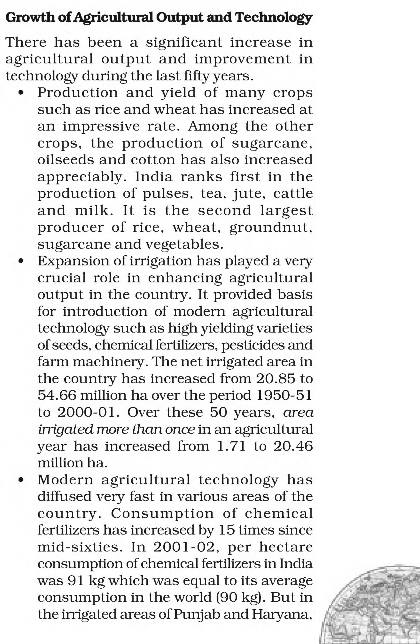 Growth of Agricultural Output and Technology
There has been a significant increase in
agricultural output and improvement in
technology during the last fifty years.
• Production and yield of many crops
such as rice and wheat has increased at
an impressive rate. Among the other
crops, the production of sugarcane,
oilseeds and cotton has also increased
appreciably. India ranks first in the
production of pulses, tea, jute, cattle
and milk. It is the second largest
producer of rice, wheat, groundnut,
sugarcane and vegetables.
• Expansion of irrigation has played a very
crucial role in enhancing agricultural
output in the country. It provided basis
for introduction of modern agricultural
technology such as high yielding varieties
of seeds, chemical fertilizers, pesticides and
farm machinery. The net irrigated area in
the country has increased from 20.85 to
54.66 million ha over the period 1950-51
to 2000-01. Over these 50 years, area
irrigated more than once in an agricultural
year has increased from 1.71 to 20.46
million ha.
• Modern agricultural technology has
diffused very fast in various areas of the
country. Consumption of chemical
fertilizers has increased by 15 times since
mid-sixties. In 2001-02, per hectare
consumption of chemical fertilizers in India
was 91 kg which was equal to its average
consumption in the world (90 kg). But in
the irrigated areas of Punjab and Haryana,